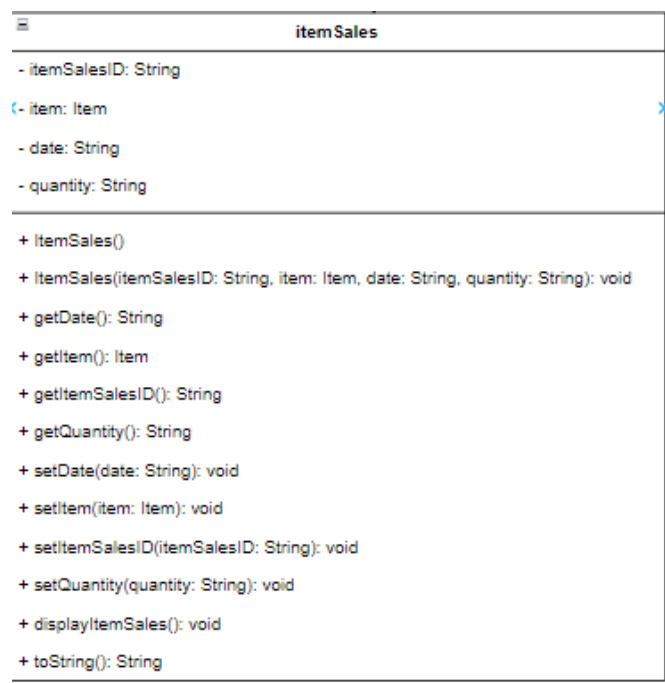 itemSales
- itemSalesID: String
- item: Item
- date: String
- quantity: String
+ ItemSales()
+ ItemSales(itemSalesID: String, item: Item, date: String, quantity: String): void
+ getDate(): String
+ getItem(): Item
+ getItemSalesID(): String
+ getQuantity(): String
+ setDate(date: String): void
+ setItem(item: Item): void
+ setItemSalesID(itemSalesID: String): void
+ setQuantity(quantity: String): void
+ displayItemSales(): void
+ toString(): String